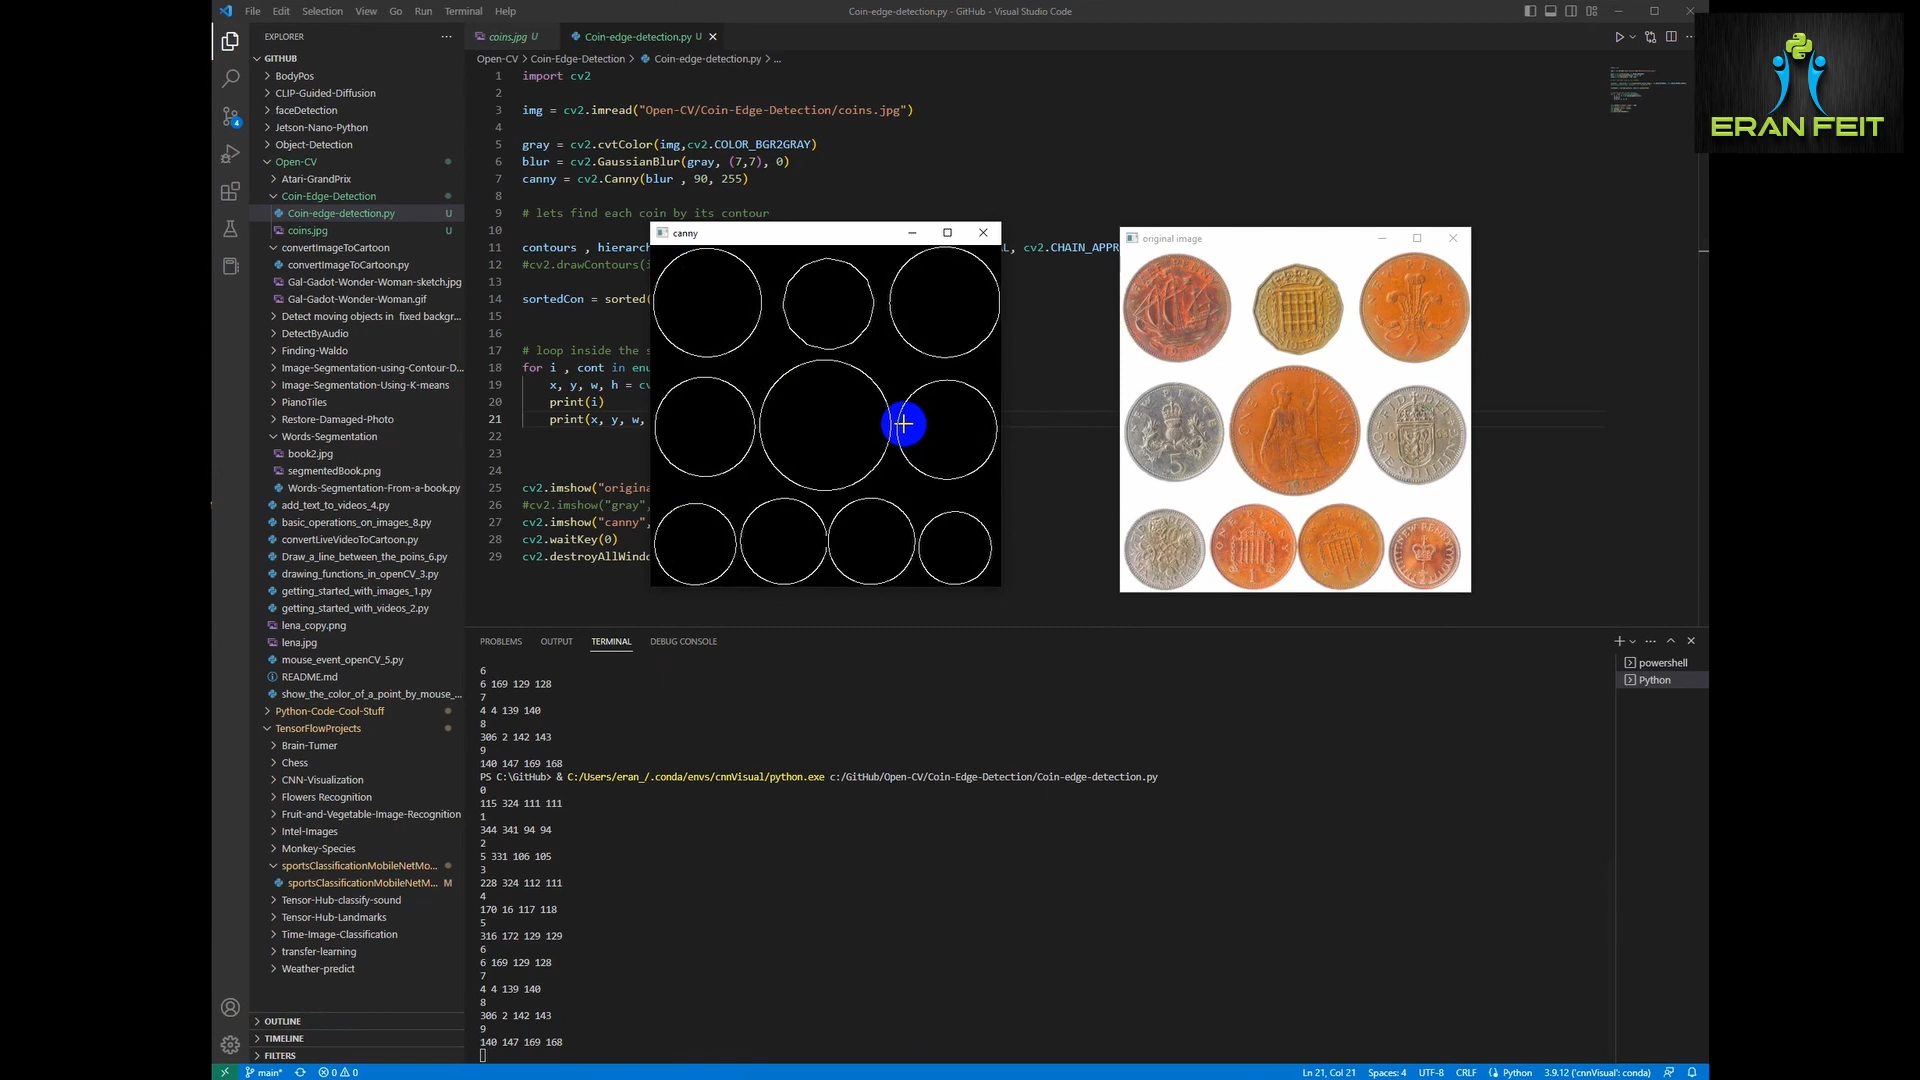 File Edit Selection View Go Run Terminal Help
Coin-edge-detection.py - GitHub - Visual Studio Code
ERAN FEIT
EXPLORER
GITHUB
BodyPos
CLIP-Guided-Diffusion
faceDetection
Jetson-Nano-Python
Object-Detection
Open-CV
Atari-GrandPrix
Coin-Edge-Detection
Coin-edge-detection.py U
coins.jpg U
convertImageToCartoon
convertImageToCartoon.py
Gal-Gadot-Wonder-Woman-sketch.jpg
Gal-Gadot-Wonder-Woman.gif
Detect moving objects in fixed backgr...
DetectByAudio
Finding-Waldo
Image-Segmentation-using-Contour-D...
Image-Segmentation-Using-K-means
PianoTiles
Restore-Damaged-Photo
Words-Segmentation
book2.jpg
segmentedBook.png
Words-Segmentation-From-a-book.py
add_text_to_videos_4.py
basic_operations_on_images_8.py
convertLiveVideoToCartoon.py
Draw_a_line_between_the_poins_6.py
drawing_functions_in_openCV_3.py
getting_started_with_images_1.py
getting_started_with_videos_2.py
lena_copy.png
lena.jpg
mouse_event_openCV_5.py
README.md
show_the_color_of_a_point_by_mouse_...
Python-Code-Cool-Stuff
TensorFlowProjects
Brain-Tumer
Chess
CNN-Visualization
Flowers Recognition
Fruit-and-Vegetable-Image-Recognition
Intel-Images
Monkey-Species
sportsClassificationMobileNetMo...
sportsClassificationMobileNetM... M
Tensor-Hub-classify-sound
Tensor-Hub-Landmarks
Time-Image-Classification
transfer-learning
Weather-predict
OUTLINE
TIMELINE
FILTERS
4
coins.jpg U
Coin-edge-detection.py U
Open-CV > Coin-Edge-Detection > Coin-edge-detection.py > ...
1 import cv2
2
3 img = cv2.imread("Open-CV/Coin-Edge-Detection/coins.jpg")
4
5 gray = cv2.cvtColor(img,cv2.COLOR_BGR2GRAY)
6 blur = cv2.GaussianBlur(gray, (7,7), 0)
7 canny = cv2.Canny(blur , 90, 255)
8
9 # lets find each coin by its contour
10
11 contours , hierarc L, cv2.CHAIN_APPR
12 #cv2.drawContours(i
13
14 sortedCon = sorted(
15
16
17 # loop inside the s
18 for i , cont in enu
19 x, y, w, h = cv
20 print(i)
21 print(x, y, w,
22
23
24
25 cv2.imshow("origina
26 #cv2.imshow("gray",
27 cv2.imshow("canny",
28 cv2.waitKey(0)
29 cv2.destroyAllWindo
canny
original image
PROBLEMS OUTPUT TERMINAL DEBUG CONSOLE
powershell
Python
6
6 169 129 128
7
4 4 139 140
8
306 2 142 143
9
140 147 169 168
PS C:\GitHub> & C:/Users/eran_/.conda/envs/cnnVisual/python.exe c:/GitHub/Open-CV/Coin-Edge-Detection/Coin-edge-detection.py
0
115 324 111 111
1
344 341 94 94
2
5 331 106 105
3
228 324 112 111
4
170 16 117 118
5
316 172 129 129
6
6 169 129 128
7
4 4 139 140
8
306 2 142 143
9
140 147 169 168
main* 0 0
Ln 21, Col 21 Spaces: 4 UTF-8 CRLF Python 3.9.12 ('cnnVisual': conda)